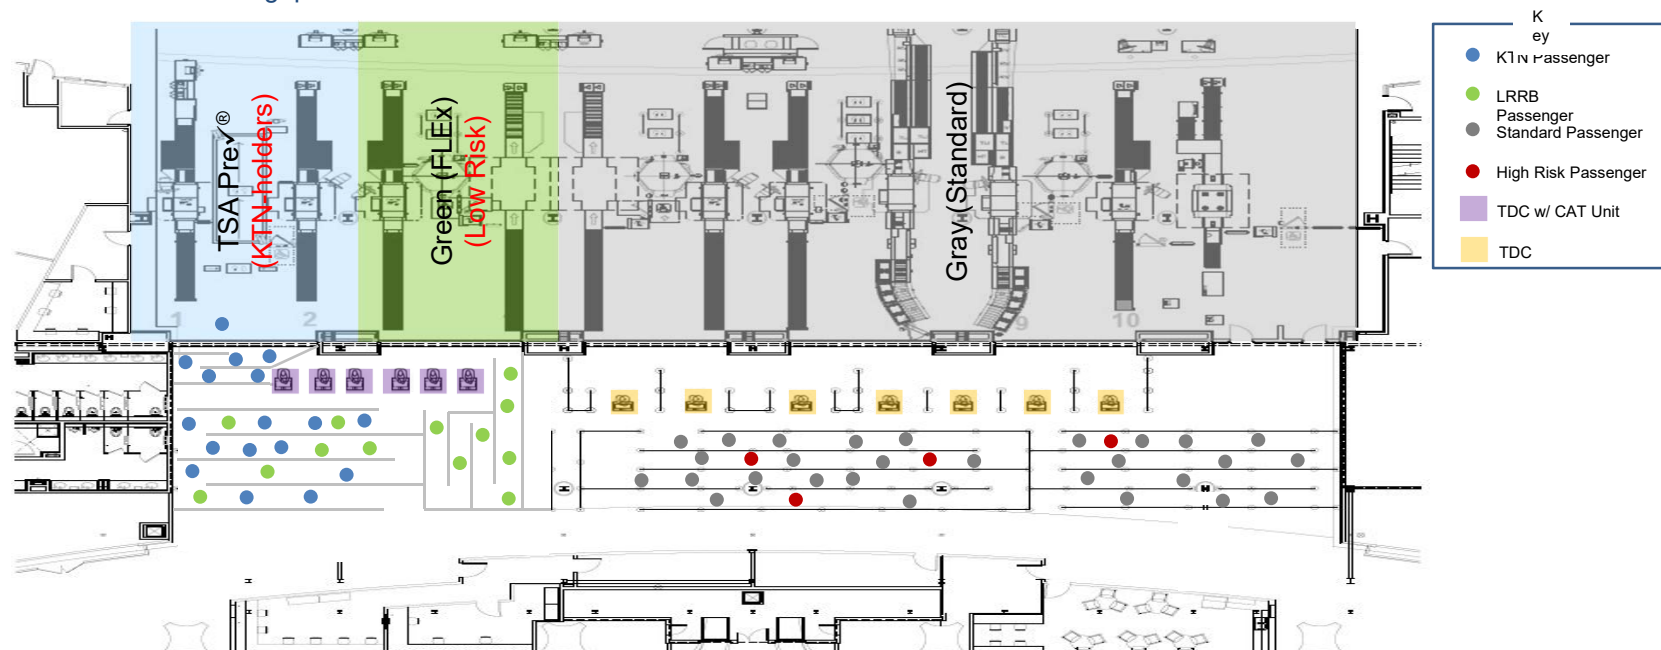 TSA Pre✓®
(KTN-holders)
Green (FLEx)
(Low Risk)
Gray (Standard)
1
2
9
10
K
ey
KTN Passenger
LRRB
Passenger
Standard Passenger
High Risk Passenger
TDC w/ CAT Unit
TDC